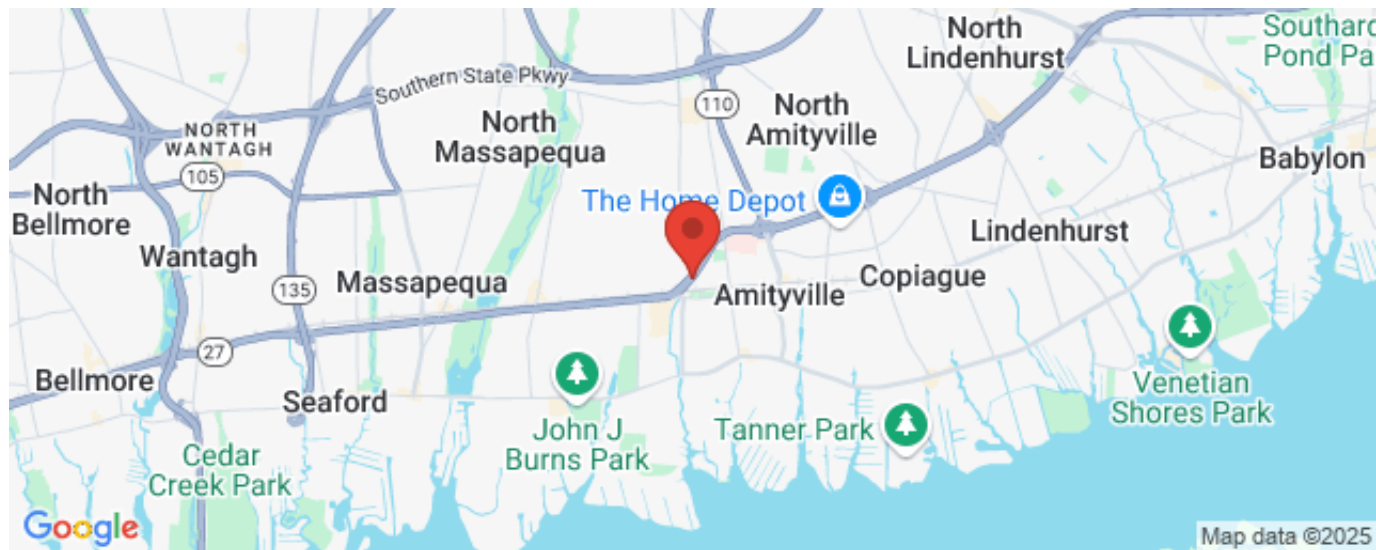 North
Lindenhurst
Southard
Pond Pa
Southern State Pkwy
110
North
Amityville
NORTH
WANTAGH
North
Massapequa
105
Babylon
North
Bellmore
The Home Depot
Lindenhurst
Wantagh
Massapequa
135
Amityville
Copiague
27
Bellmore
Seaford
John J
Burns Park
Tanner Park
Venetian
Shores Park
Cedar
Creek Park
Google
Map data ©2025